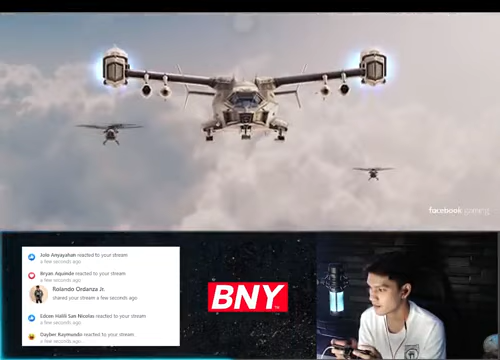 facebook gaming
Jolo Anyayahan reacted to your stream
a few seconds ago
Bryan Aquinde reacted to your stream
a few seconds ago
Rolando Ordanza Jr.
shared your stream a few seconds ago
Edcen Halili San Nicolas reacted to your stream
a few seconds ago
Dayber Raymundo reacted to your stream
a few seconds ago
BNY